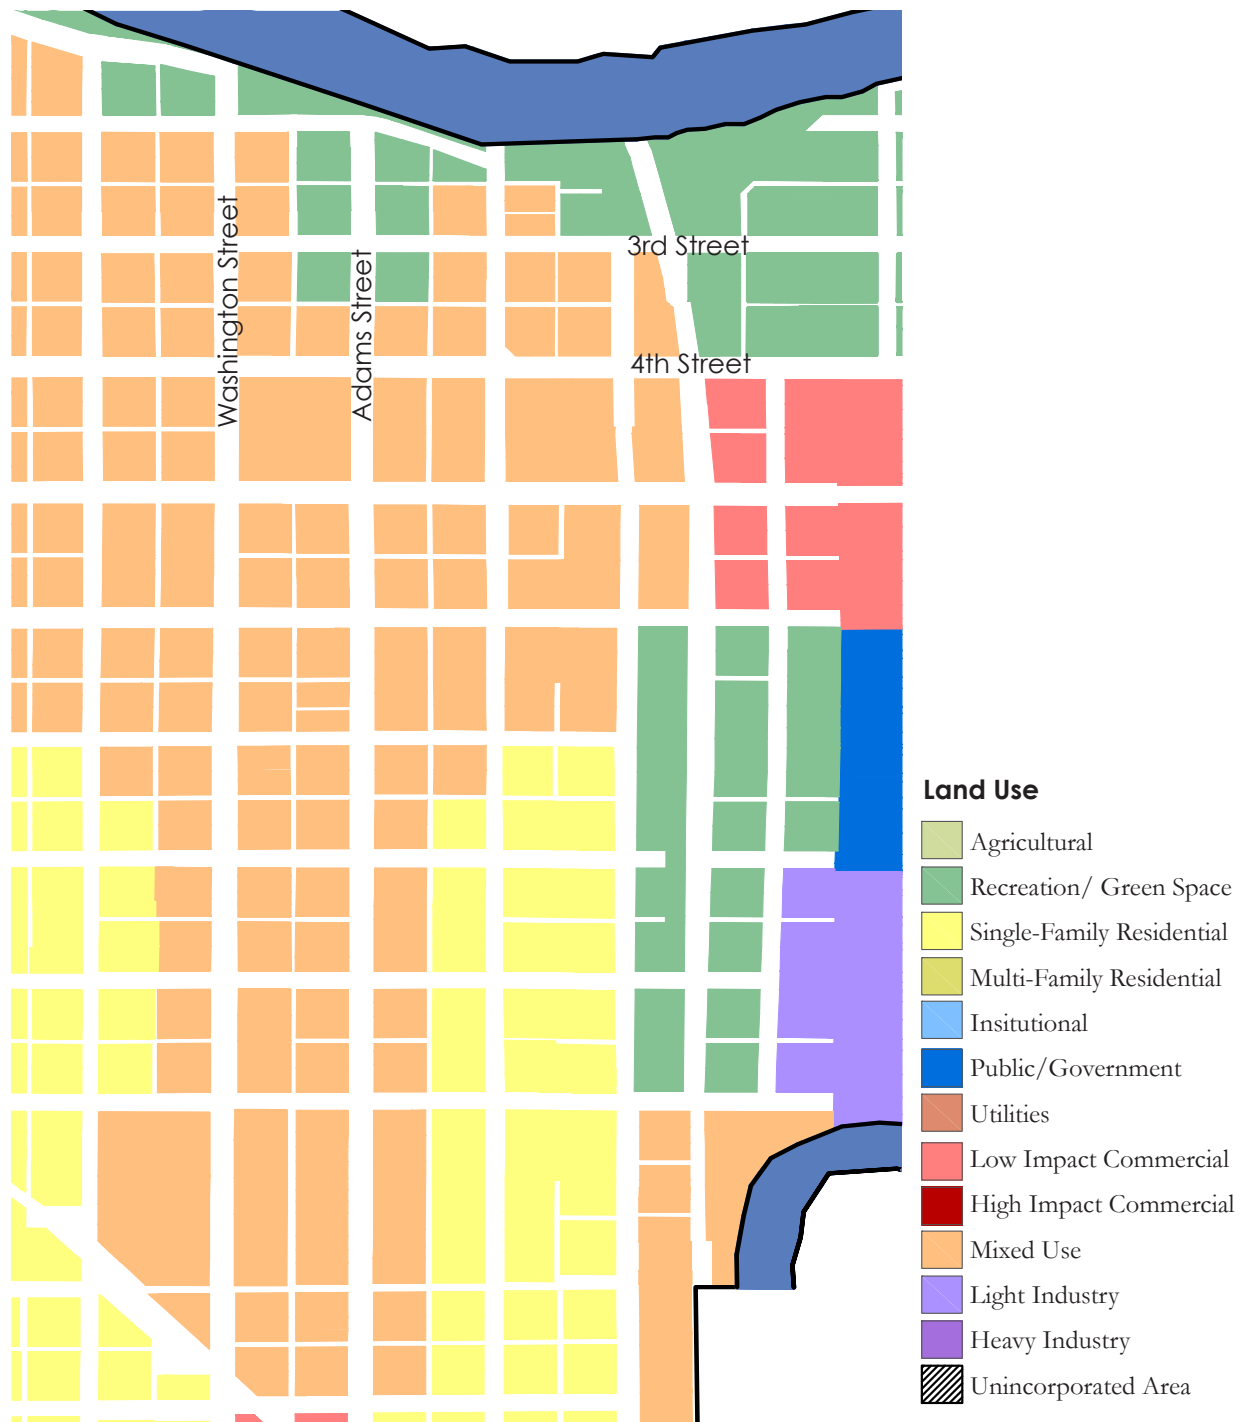 Washington Street
Adams Street
3rd Street
4th Street
Land Use
Agricultural
Recreation/ Green Space
Single-Family Residential
Multi-Family Residential
Insitutional
Public/Government
Utilities
Low Impact Commercial
High Impact Commercial
Mixed Use
Light Industry
Heavy Industry
Unincorporated Area